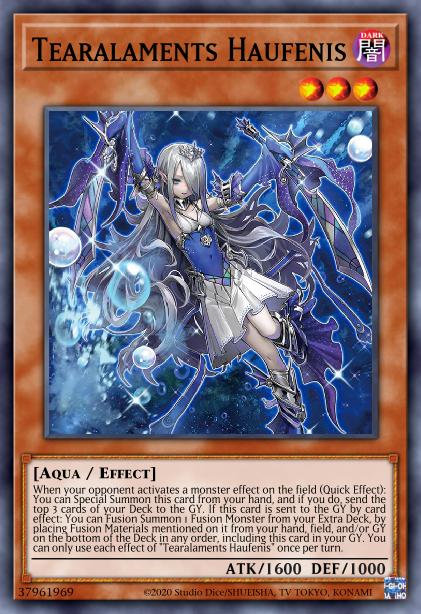 TEARALAMENTS HAUFENIS
DARK
闇
[AQUA / EFFECT]
When your opponent activates a monster effect on the field (Quick Effect):
You can Special Summon this card from your hand, and if you do, send the
top 3 cards of your Deck to the GY. If this card is sent to the GY by card
effect: You can Fusion Summon 1 Fusion Monster from your Extra Deck, by
placing Fusion Materials mentioned on it from your hand, field, and/or GY
on the bottom of the Deck in any order, including this card in your GY. You
can only use each effect of "Tearalaments Haufenis" once per turn.
ATK/1600 DEF/1000
37961969
©2020 Studio Dice/SHUEISHA, TV TOKYO, KONAMI